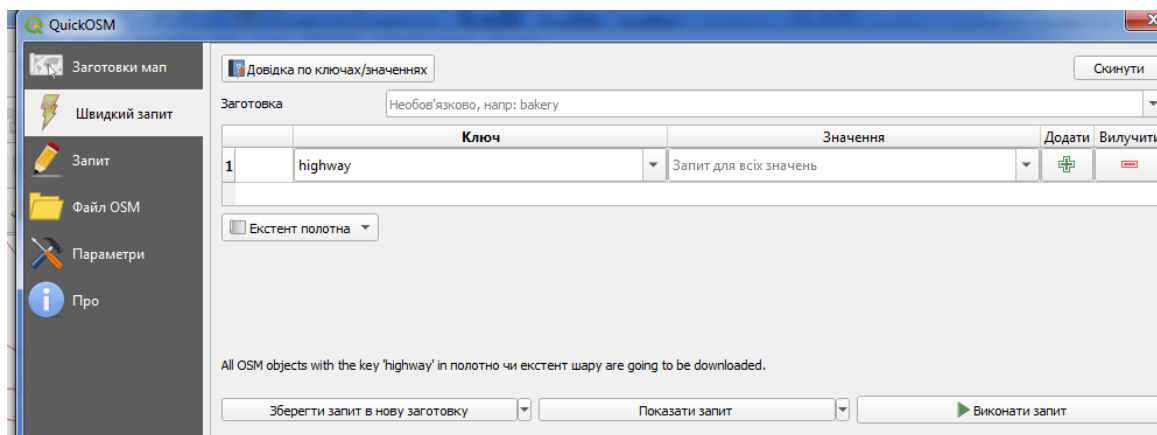 QuickOSM
Заготовки мап
Швидкий запит
Запит
Файл OSM
Параметри
Про
Довідка по ключах/значеннях
Скинути
Заготовка
Необов'язково, напр: bakery
Ключ Значення Додати Вилучити
1 highway Запит для всіх значень
Екстент полотна
All OSM objects with the key 'highway' in полотно чи екстент шару are going to be downloaded.
Зберегти запит в нову заготовку Показати запит Виконати запит